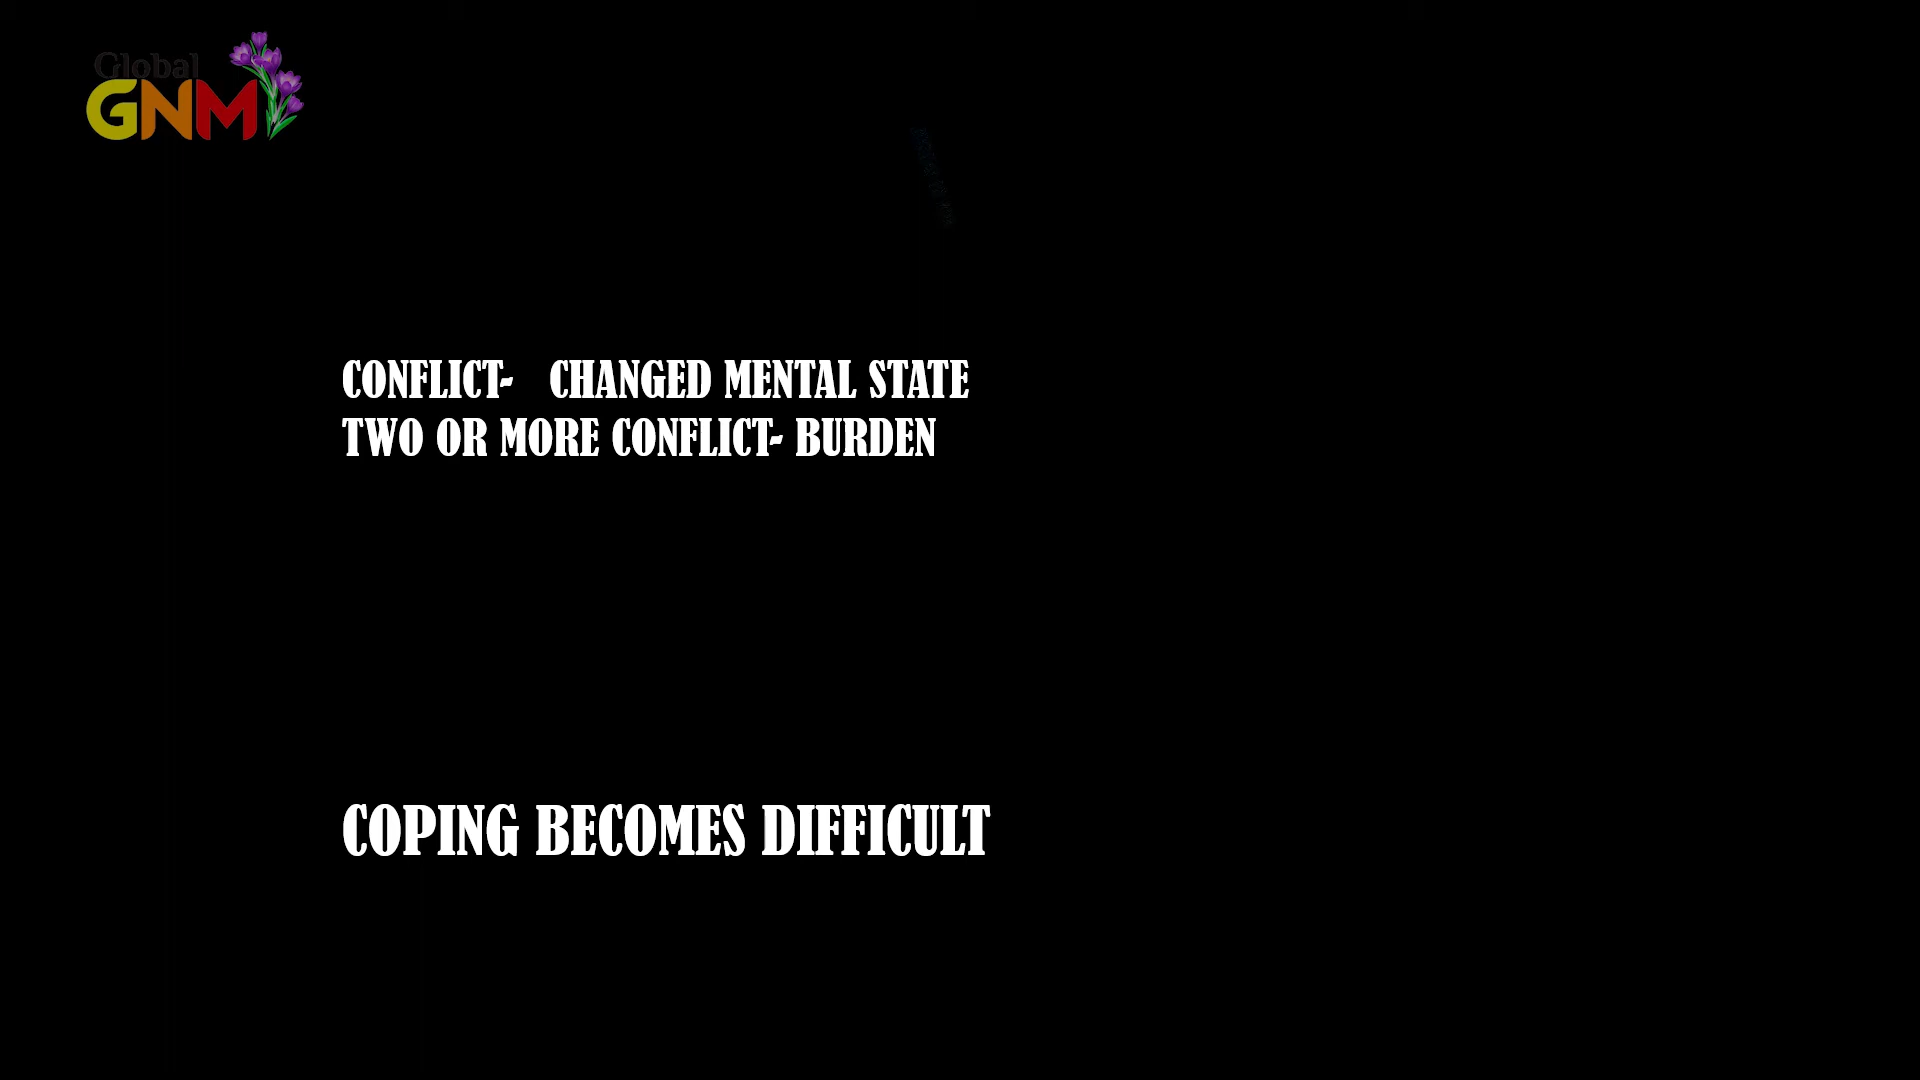 Global
GNM
CONFLICT- CHANGED MENTAL STATE
TWO OR MORE CONFLICT- BURDEN
COPING BECOMES DIFFICULT